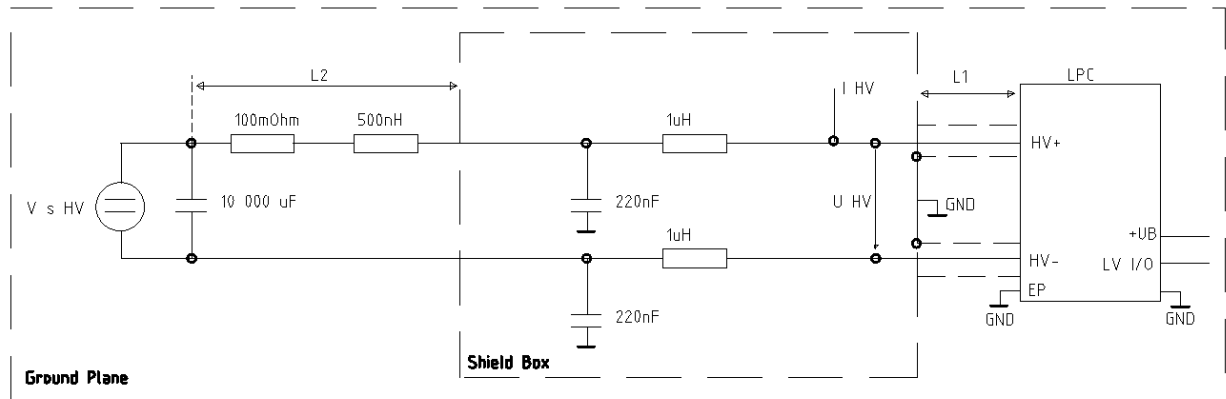 L2
L1
LPC
I HV
100mOhm
500nH
1uH
HV+
V s HV
10 000 uF
220nF
U HV
GND
1uH
+UB
HV-
LV I/O
EP
220nF
GND
GND
Shield Box
Ground Plane